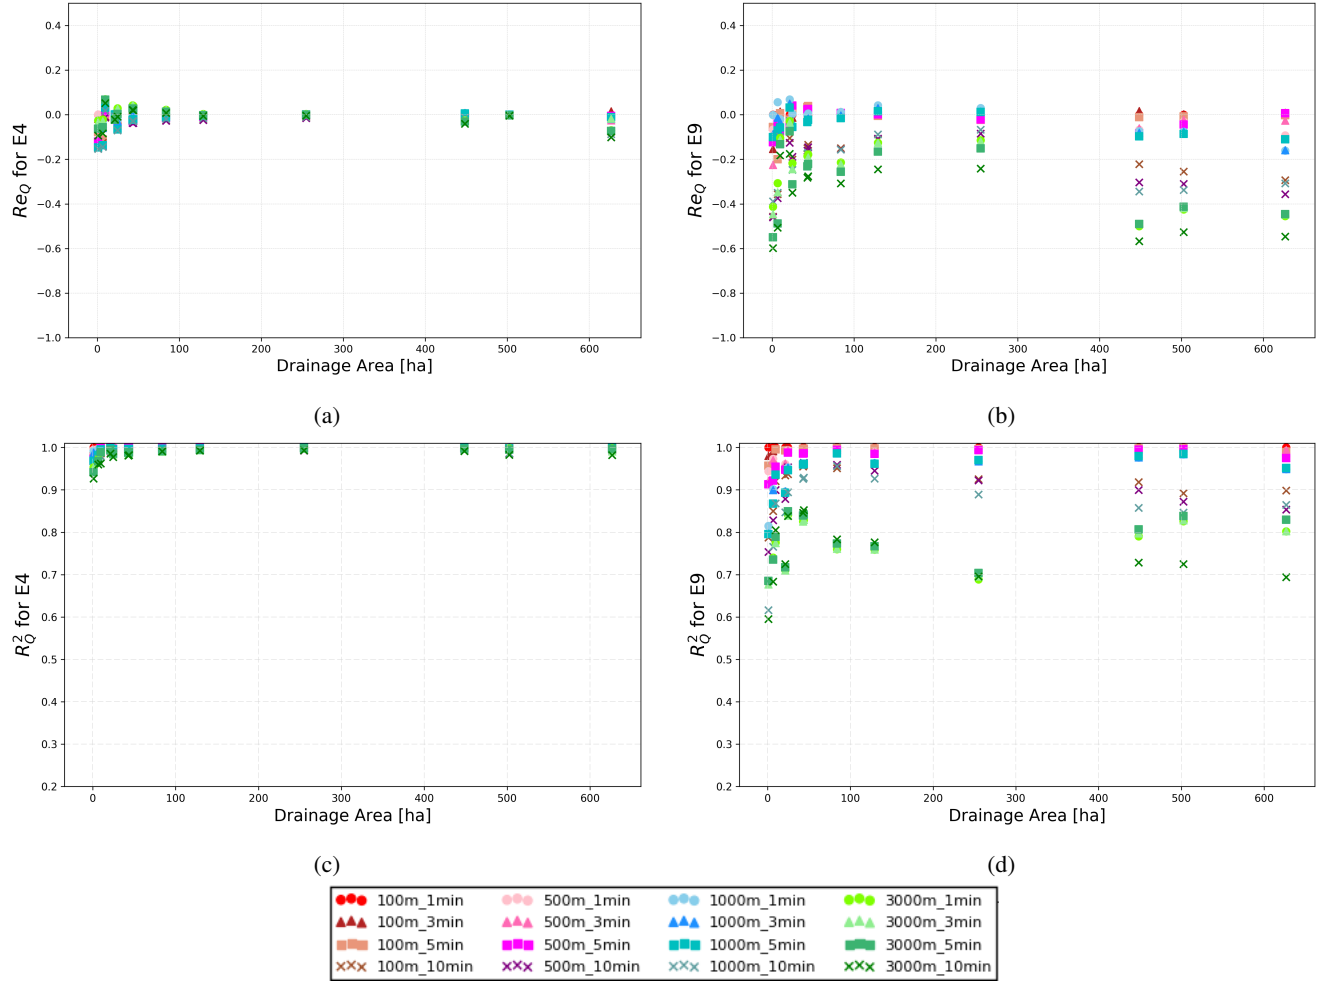 0.4
0.2
0.0
−0.2
−0.4
−0.6
−0.8
−1.0
Re_Q for E4
0 100 200 300 400 500 600
Drainage Area [ha]
(a)
0.4
0.2
0.0
−0.2
−0.4
−0.6
−0.8
−1.0
Re_Q for E9
0 100 200 300 400 500 600
Drainage Area [ha]
(b)
1.0
0.9
0.8
0.7
0.6
0.5
0.4
0.3
0.2
R²_Q for E4
0 100 200 300 400 500 600
Drainage Area [ha]
(c)
1.0
0.9
0.8
0.7
0.6
0.5
0.4
0.3
0.2
R²_Q for E9
0 100 200 300 400 500 600
Drainage Area [ha]
(d)
100m_1min 500m_1min 1000m_1min 3000m_1min
100m_3min 500m_3min 1000m_3min 3000m_3min
100m_5min 500m_5min 1000m_5min 3000m_5min
100m_10min 500m_10min 1000m_10min 3000m_10min